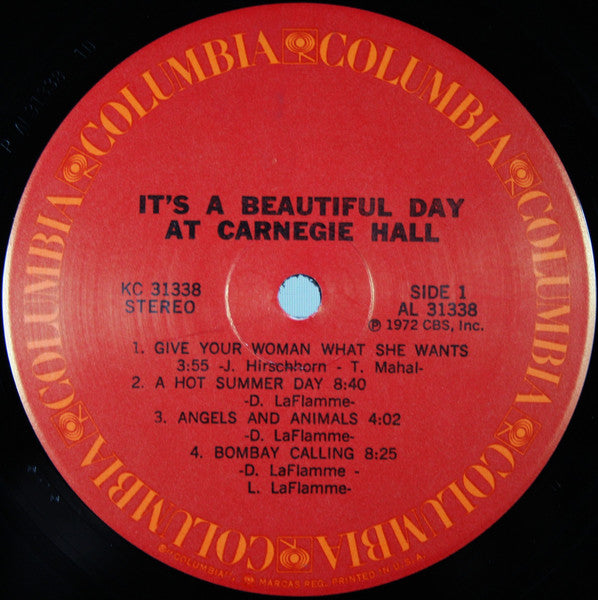 COLUMBIA COLUMBIA COLUMBIA COLUMBIA COLUMBIA COLUMBIA
IT'S A BEAUTIFUL DAY
AT CARNEGIE HALL
KC 31338
STEREO
SIDE 1
AL 31338
℗ 1972 CBS, Inc.
1. GIVE YOUR WOMAN WHAT SHE WANTS
3:55 -J. Hirschhorn - T. Mahal-
2. A HOT SUMMER DAY 8:40
-D. LaFlamme-
3. ANGELS AND ANIMALS 4:02
-D. LaFlamme-
4. BOMBAY CALLING 8:25
-D. LaFlamme -
L. LaFlamme-
"COLUMBIA", MARCAS REG. PRINTED IN U.S.A.